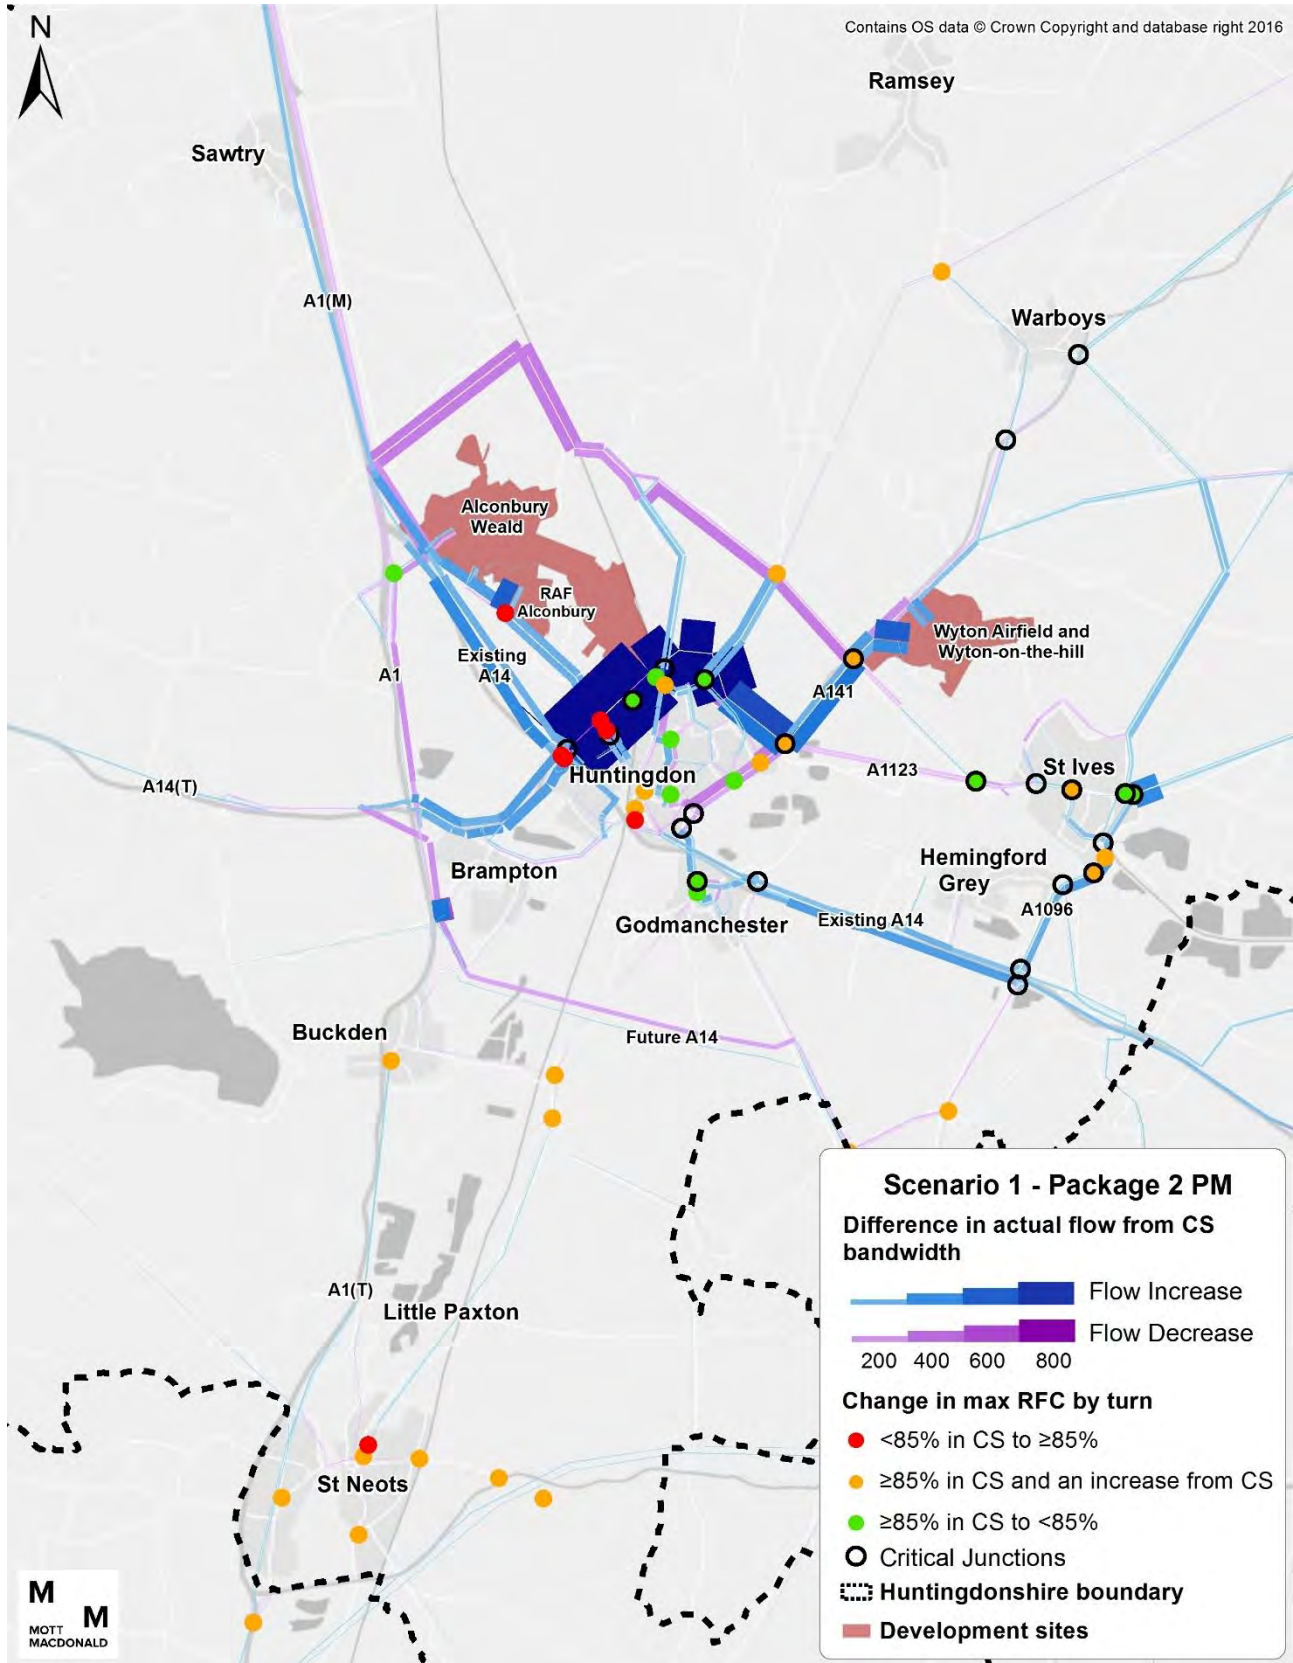 N
Contains OS data © Crown Copyright and database right 2016
Ramsey
Sawtry
A1(M)
Warboys
Alconbury
Weald
RAF
Alconbury
Wyton Airfield and
Wyton-on-the-hill
Existing
A14
A1
A141
Huntingdon
A1123
St Ives
A14(T)
Brampton
Hemingford
Grey
A1096
Godmanchester
Existing A14
Buckden
Future A14
A1(T)
Little Paxton
St Neots
Scenario 1 - Package 2 PM
Difference in actual flow from CS
bandwidth
Flow Increase
Flow Decrease
200 400 600 800
Change in max RFC by turn
<85% in CS to ≥85%
≥85% in CS and an increase from CS
≥85% in CS to <85%
Critical Junctions
Huntingdonshire boundary
Development sites
M
M
MOTT
MACDONALD